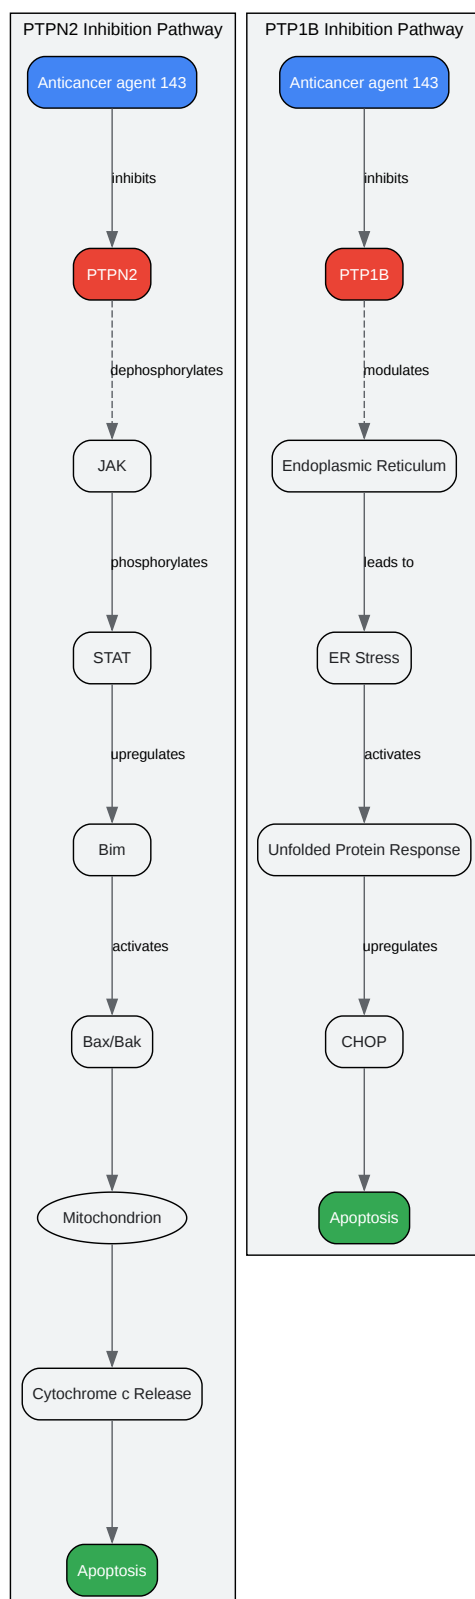 PTPN2 Inhibition Pathway
Anticancer agent 143
inhibits
PTPN2
dephosphorylates
JAK
phosphorylates
STAT
upregulates
Bim
activates
Bax/Bak
Mitochondrion
Cytochrome c Release
Apoptosis
PTP1B Inhibition Pathway
Anticancer agent 143
inhibits
PTP1B
modulates
Endoplasmic Reticulum
leads to
ER Stress
activates
Unfolded Protein Response
upregulates
CHOP
Apoptosis